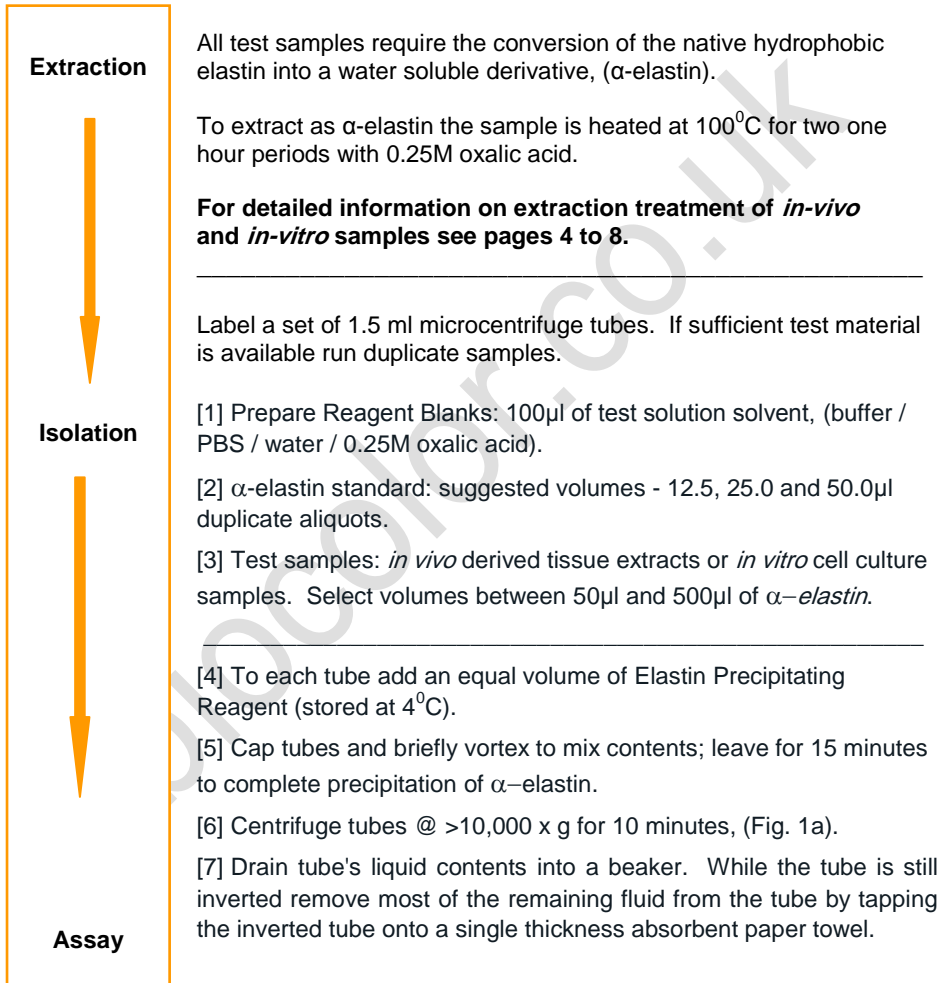 Extraction
All test samples require the conversion of the native hydrophobic
elastin into a water soluble derivative, (α-elastin).
To extract as α-elastin the sample is heated at 100⁰C for two one
hour periods with 0.25M oxalic acid.
For detailed information on extraction treatment of in-vivo
and in-vitro samples see pages 4 to 8.
Label a set of 1.5 ml microcentrifuge tubes. If sufficient test material
is available run duplicate samples.
Isolation
[1] Prepare Reagent Blanks: 100µl of test solution solvent, (buffer /
PBS / water / 0.25M oxalic acid).
[2] α-elastin standard: suggested volumes - 12.5, 25.0 and 50.0µl
duplicate aliquots.
[3] Test samples: in vivo derived tissue extracts or in vitro cell culture
samples. Select volumes between 50µl and 500µl of α–elastin.
[4] To each tube add an equal volume of Elastin Precipitating
Reagent (stored at 4⁰C).
[5] Cap tubes and briefly vortex to mix contents; leave for 15 minutes
to complete precipitation of α–elastin.
[6] Centrifuge tubes @ >10,000 x g for 10 minutes, (Fig. 1a).
[7] Drain tube's liquid contents into a beaker. While the tube is still
inverted remove most of the remaining fluid from the tube by tapping
the inverted tube onto a single thickness absorbent paper towel.
Assay
olocolor.co.uk